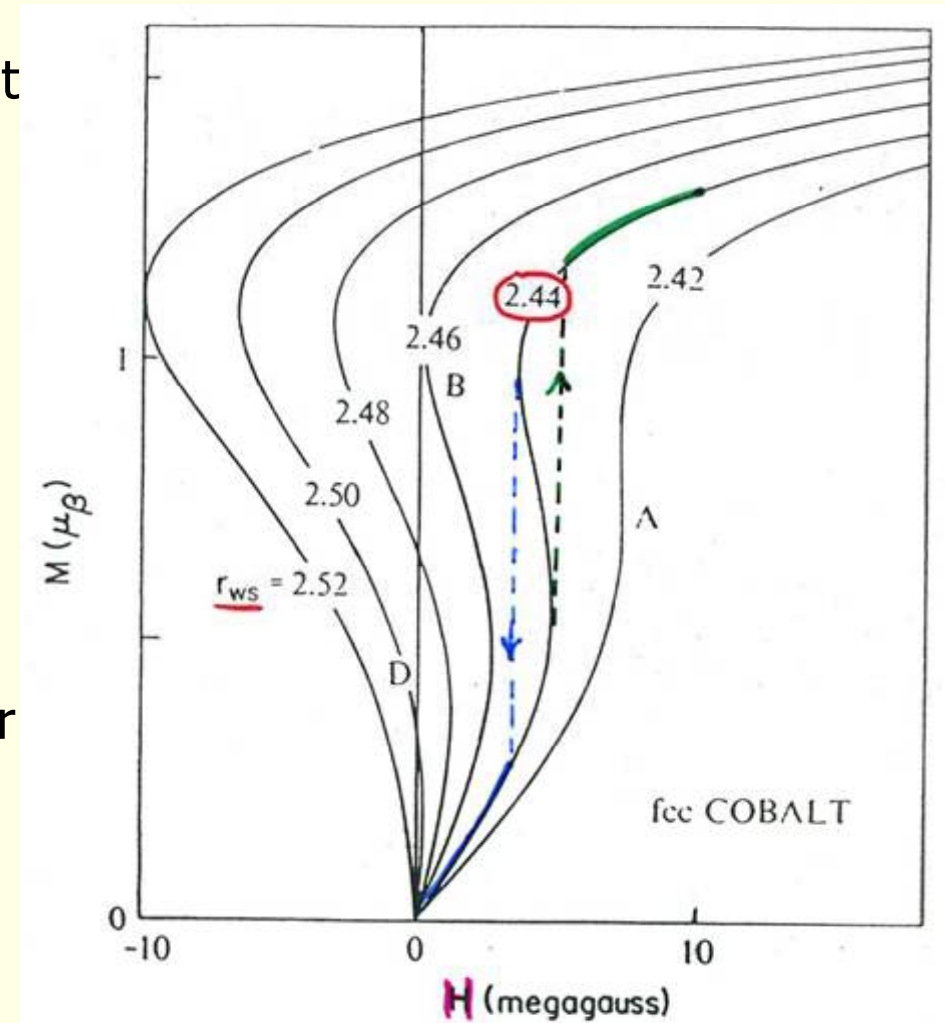 t
2.42
2.44
2.46
1
B
2.48
2.50
A
M (μβ)
r_ws = 2.52
D
r
fcc COBALT
0
-10
0
10
H (megagauss)